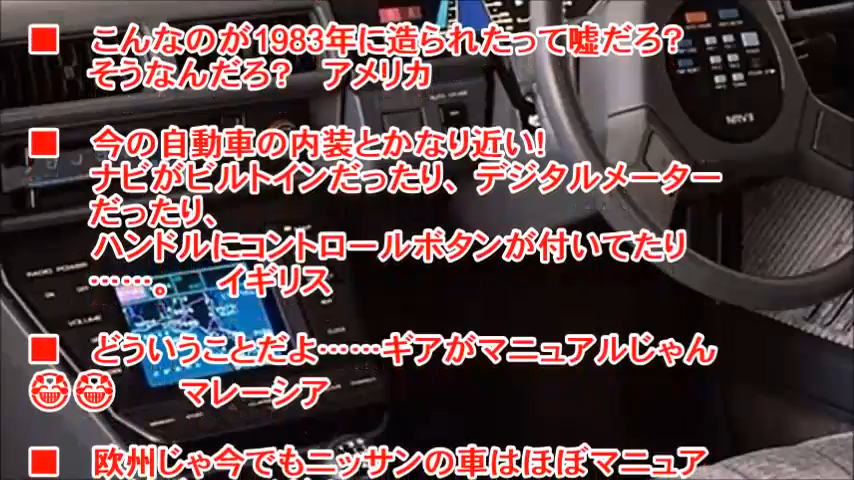 ■ こんなのが1983年に造られたって嘘だろ?
そうなんだろ? アメリカ
■ 今の自動車の内装とかなり近い!
ナビがビルトインだったり、デジタルメーター
だったり、
ハンドルにコントロールボタンが付いてたり
……。 イギリス
■ どういうことだよ……ギアがマニュアルじゃん
😂😂 マレーシア
■ 欧州じゃ今でもニッサンの車はほぼマニュア
NRV II
RADIO POWER
VOLUME